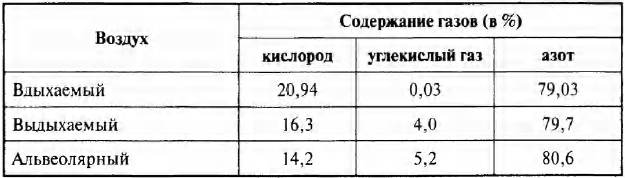 Воздух
Содержание газов (в %)
кислород углекислый газ азот
Вдыхаемый 20,94 0,03 79,03
Выдыхаемый 16,3 4,0 79,7
Альвеолярный 14,2 5,2 80,6